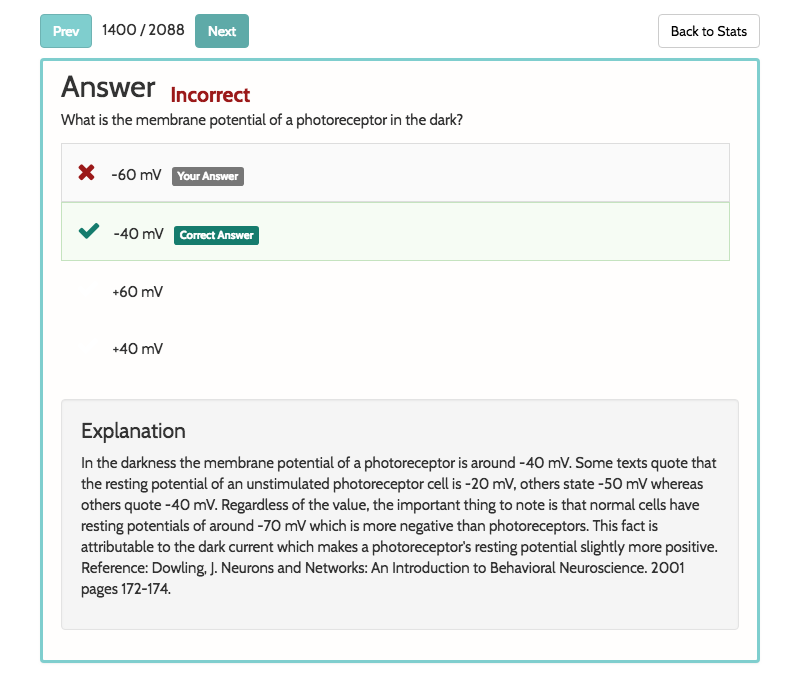 Prev 1400 / 2088 Next Back to Stats
Answer Incorrect
What is the membrane potential of a photoreceptor in the dark?
-60 mV Your Answer
-40 mV Correct Answer
+60 mV
+40 mV
Explanation
In the darkness the membrane potential of a photoreceptor is around -40 mV. Some texts quote that
the resting potential of an unstimulated photoreceptor cell is -20 mV, others state -50 mV whereas
others quote -40 mV. Regardless of the value, the important thing to note is that normal cells have
resting potentials of around -70 mV which is more negative than photoreceptors. This fact is
attributable to the dark current which makes a photoreceptor's resting potential slightly more positive.
Reference: Dowling, J. Neurons and Networks: An Introduction to Behavioral Neuroscience. 2001
pages 172-174.